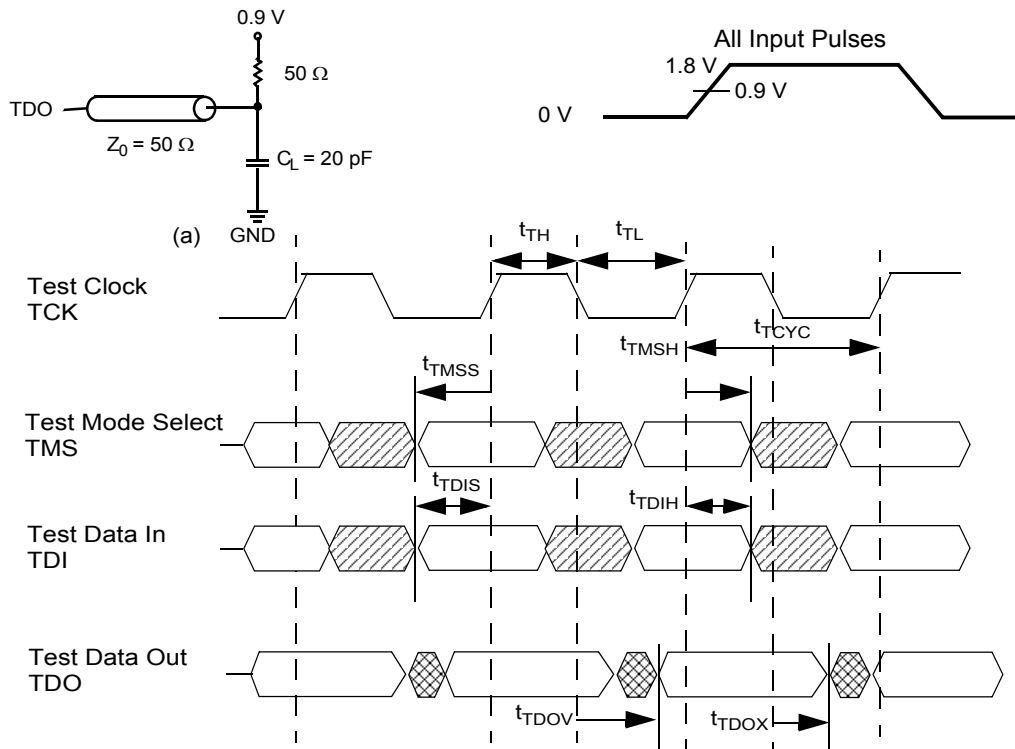 0.9 V
50 Ω
TDO
Z0 = 50 Ω
CL = 20 pF
(a) GND
All Input Pulses
1.8 V
0.9 V
0 V
tTH
tTL
Test Clock
TCK
tTMSH
tTCYC
tTMSS
Test Mode Select
TMS
tTDIS
tTDIH
Test Data In
TDI
Test Data Out
TDO
tTDOV
tTDOX